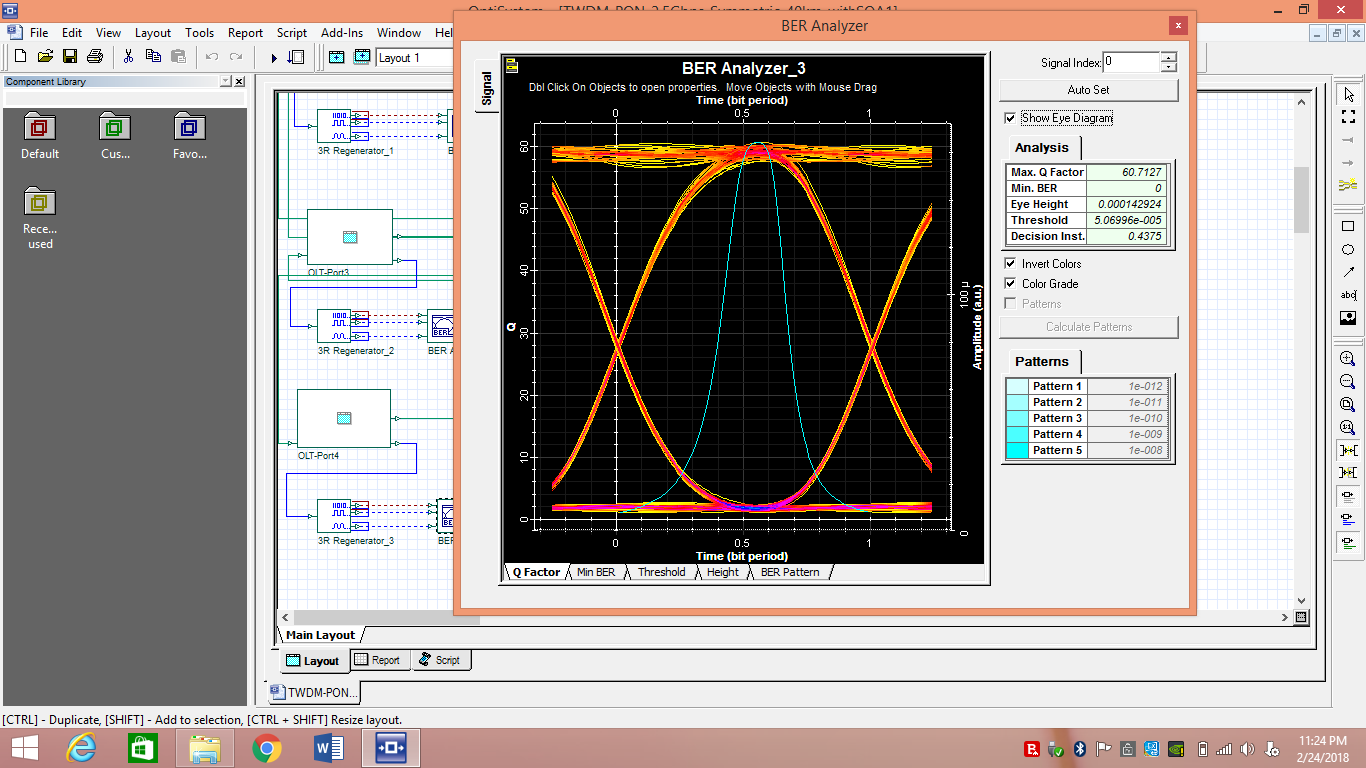 OptiSystem - [TWDM-PON-2.5Gbps-Symmetric-40km-withSOA1]
File Edit View Layout Tools Report Script Add-Ins Window Hel
Layout 1
Component Library
Default
Cus...
Favo...
Rece...
used
3R Regenerator_1
B
OLT-Port3
3R Regenerator_2
BER A
OLT-Port4
3R Regenerator_3
BER
Main Layout
Layout Report Script
TWDM-PON...
BER Analyzer
Signal
BER Analyzer_3
Dbl Click On Objects to open properties. Move Objects with Mouse Drag
Time (bit period)
0 0.5 1
60
50
40
30
20
10
0
Q
100 µ
0
Amplitude (a.u.)
0 0.5 1
Time (bit period)
Q Factor Min BER Threshold Height BER Pattern
Signal Index: 0
Auto Set
Show Eye Diagram
Analysis
Max. Q Factor 60.7127
Min. BER 0
Eye Height 0.000142924
Threshold 5.06996e-005
Decision Inst. 0.4375
Invert Colors
Color Grade
Patterns
Calculate Patterns
Patterns
Pattern 1 1e-012
Pattern 2 1e-011
Pattern 3 1e-010
Pattern 4 1e-009
Pattern 5 1e-008
[CTRL] - Duplicate, [SHIFT] - Add to selection, [CTRL + SHIFT] Resize layout.
11:24 PM
2/24/2018